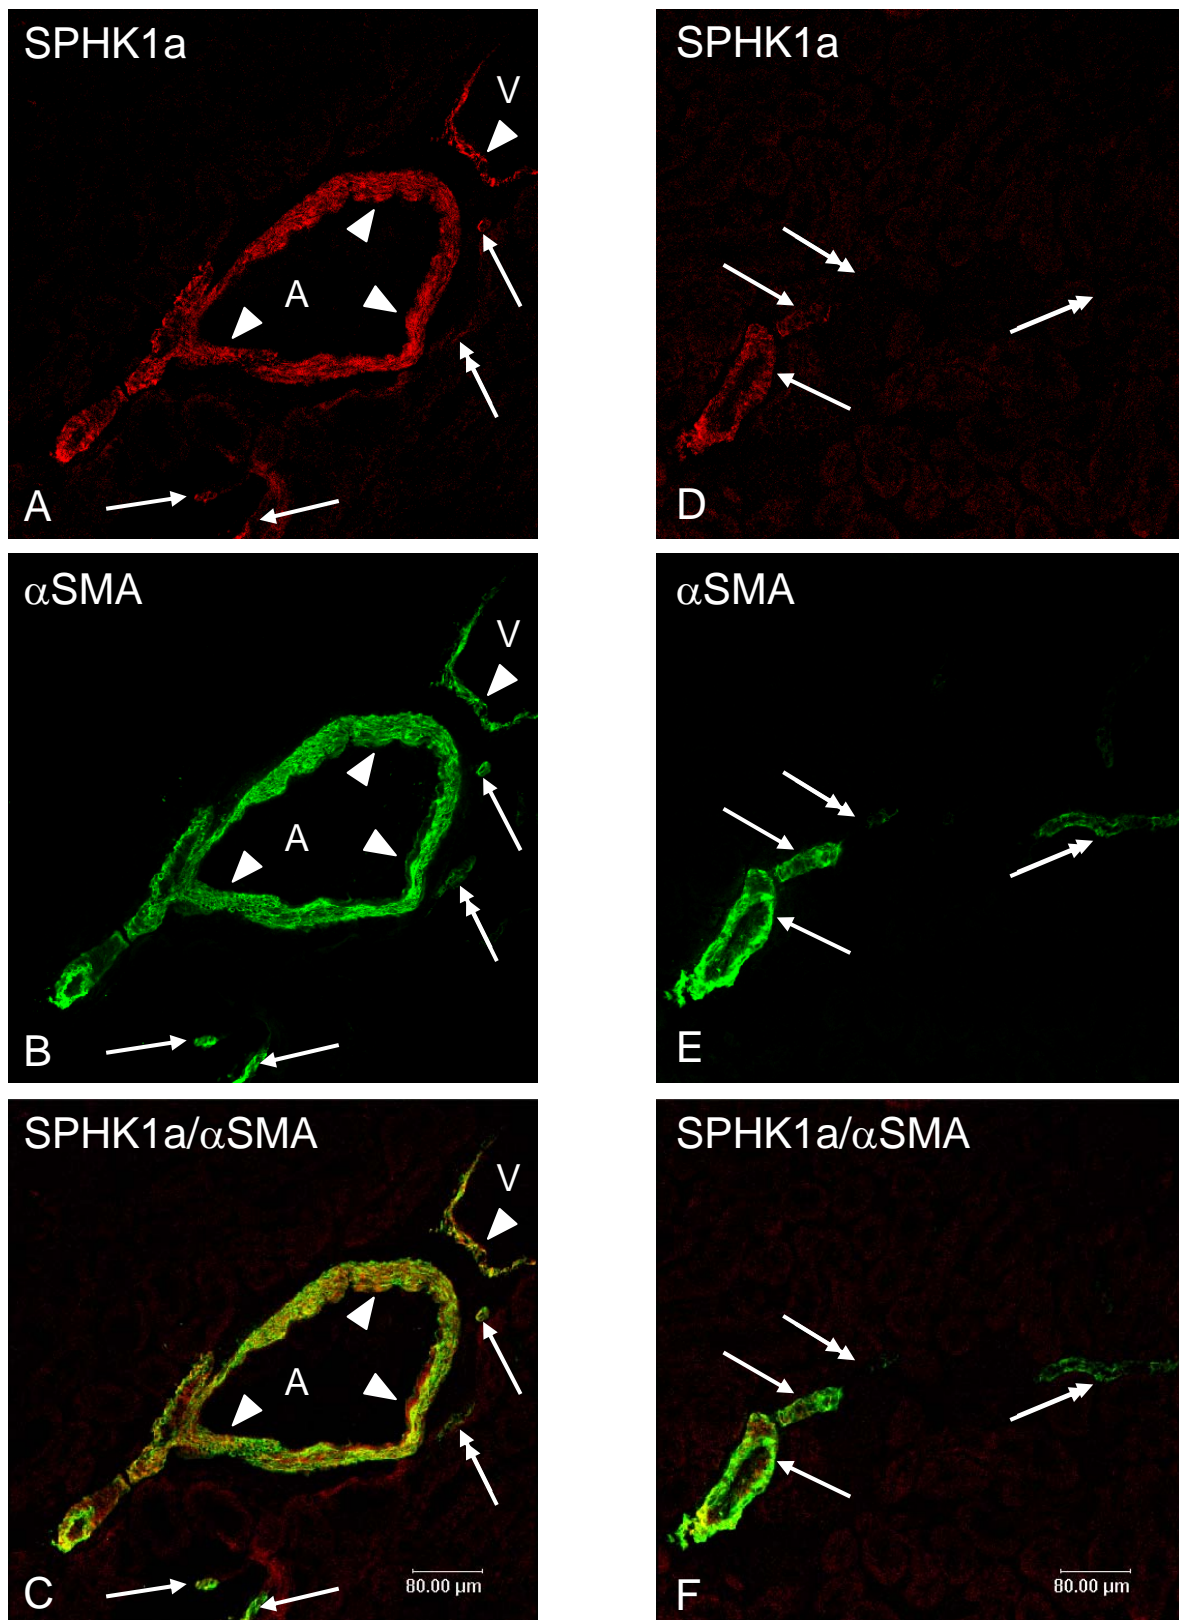 SPHK1a
V
A
A
SPHK1a
D
αSMA
V
A
B
αSMA
E
SPHK1a/αSMA
V
A
C
80.00 µm
SPHK1a/αSMA
F
80.00 µm